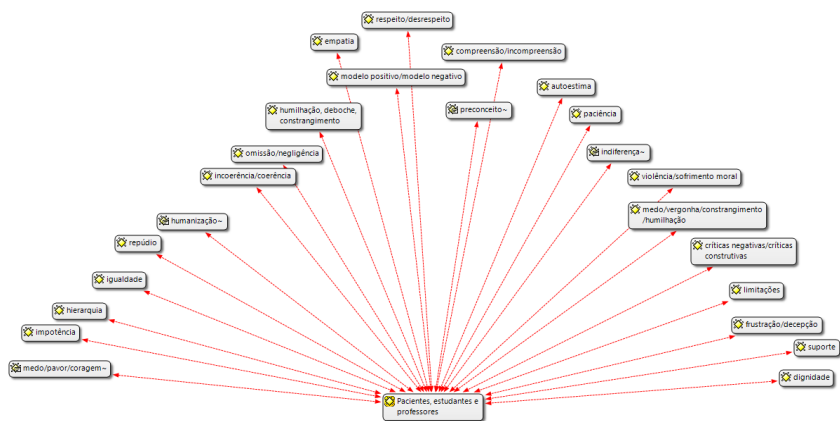 respeito/desrespeito
empatia
compreensão/incompreensão
modelo positivo/modelo negativo
autoestima
humilhação, deboche,
constrangimento
preconceito~
paciência
omissão/negligência
indiferença~
incoerência/coerência
violência/sofrimento moral
humanização~
medo/vergonha/constrangimento
/humilhação
repúdio
críticas negativas/críticas
construtivas
igualdade
limitações
hierarquia
impotência
frustração/decepção
suporte
medo/pavor/coragem~
dignidade
Pacientes, estudantes e
professores